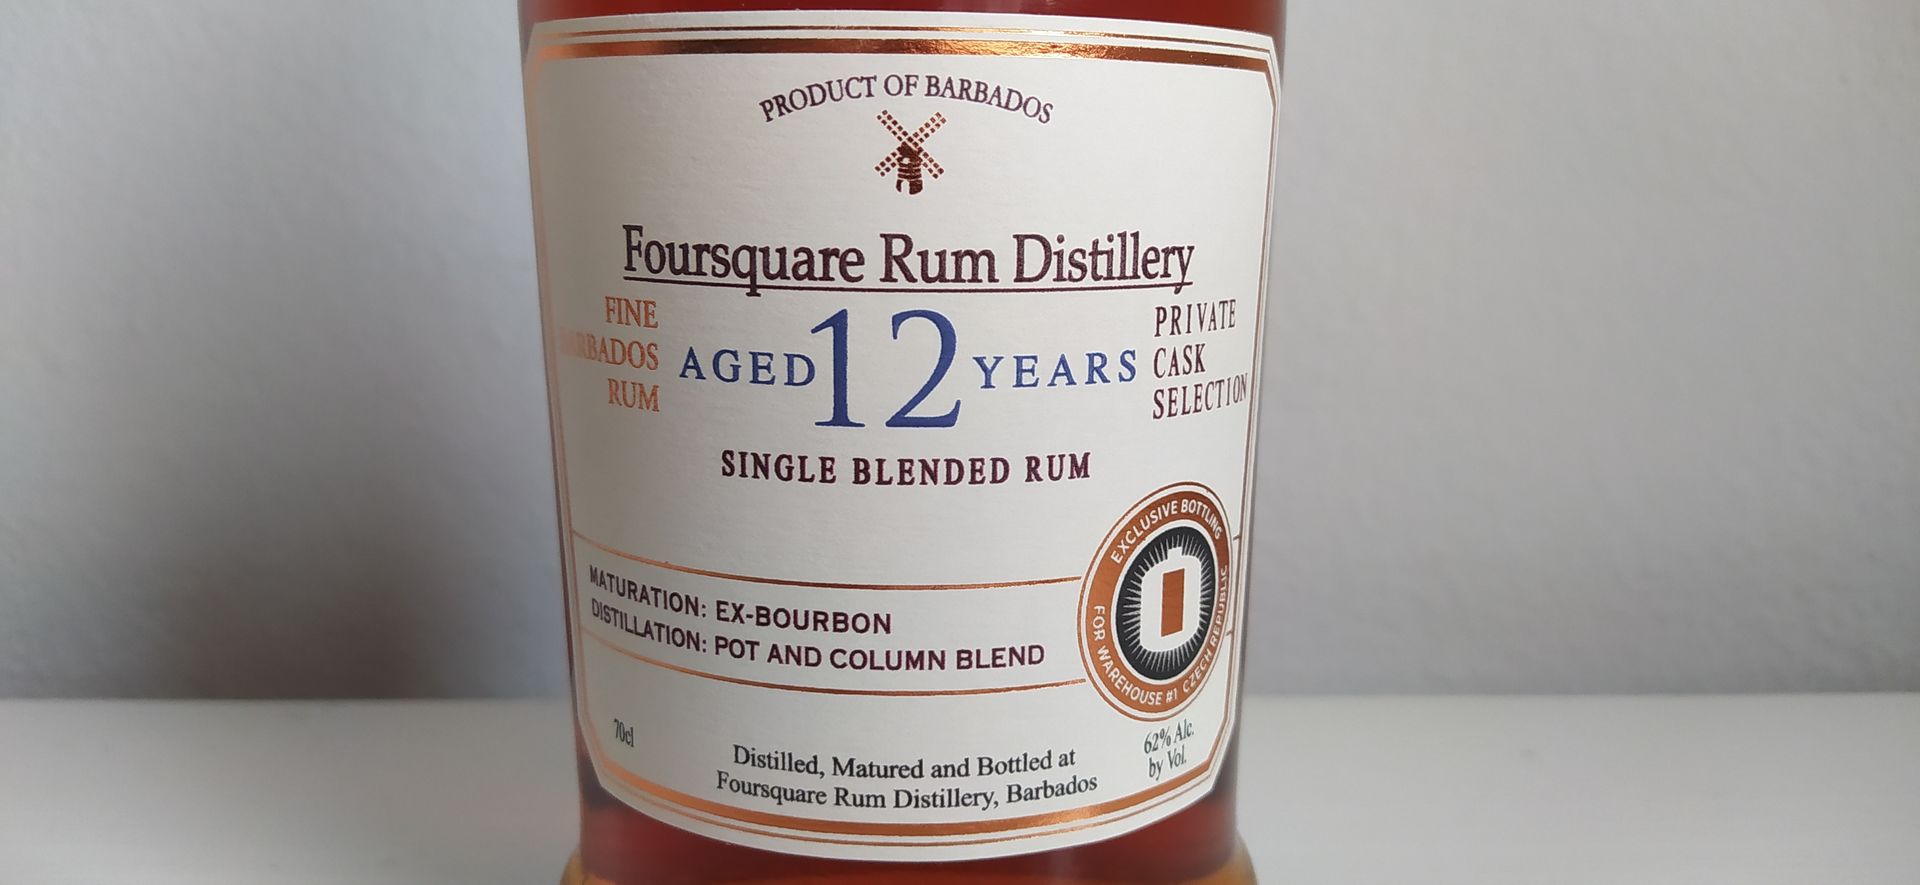 PRODUCT OF BARBADOS
Foursquare Rum Distillery
FINE
BARBADOS
RUM
AGED 12 YEARS
PRIVATE
CASK
SELECTION
SINGLE BLENDED RUM
MATURATION: EX-BOURBON
DISTILLATION: POT AND COLUMN BLEND
EXCLUSIVE BOTTLING
FOR WAREHOUSE #1 CZECH REPUBLIC
70cl
Distilled, Matured and Bottled at
Foursquare Rum Distillery, Barbados
62% Alc.
by Vol.